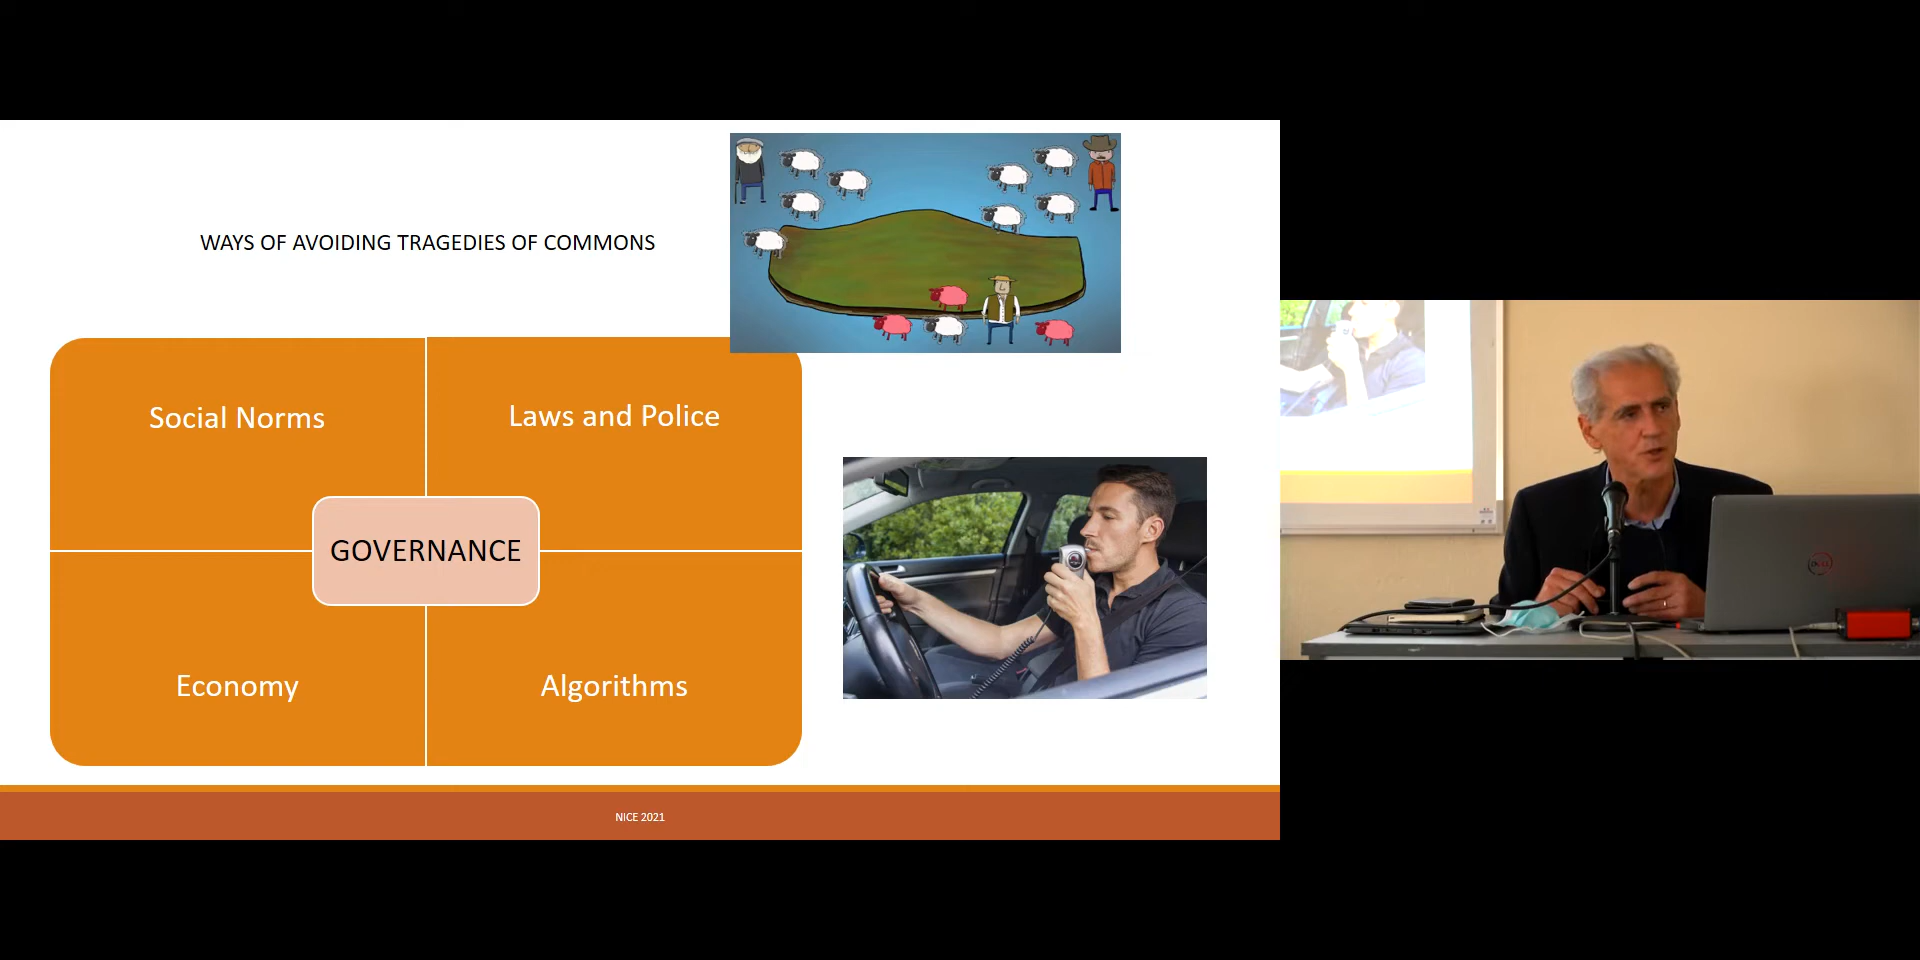 WAYS OF AVOIDING TRAGEDIES OF COMMONS
Social Norms
Laws and Police
GOVERNANCE
Economy
Algorithms
NICE 2021